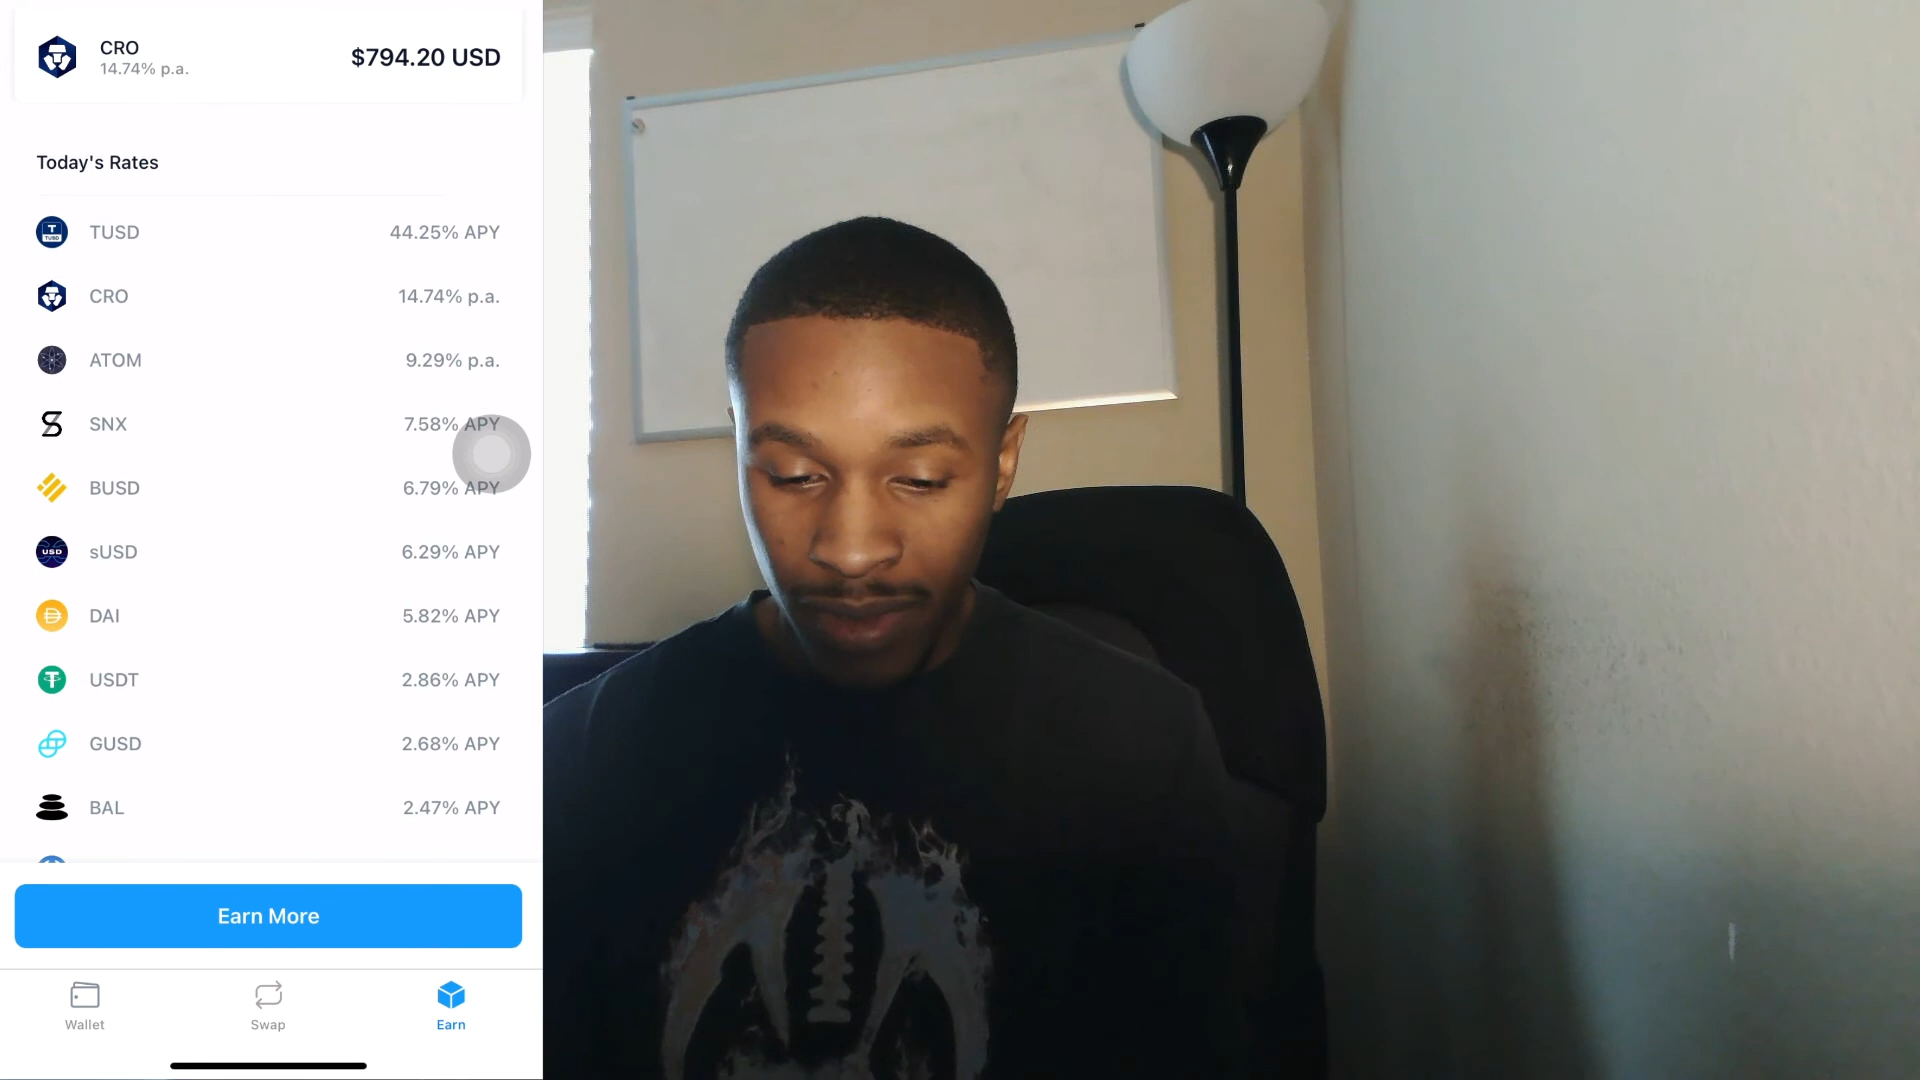 CRO
14.74% p.a.
$794.20 USD
Today's Rates
TUSD 44.25% APY
CRO 14.74% p.a.
ATOM 9.29% p.a.
SNX 7.58% APY
BUSD 6.79% APY
sUSD 6.29% APY
DAI 5.82% APY
USDT 2.86% APY
GUSD 2.68% APY
BAL 2.47% APY
Earn More
Wallet Swap Earn